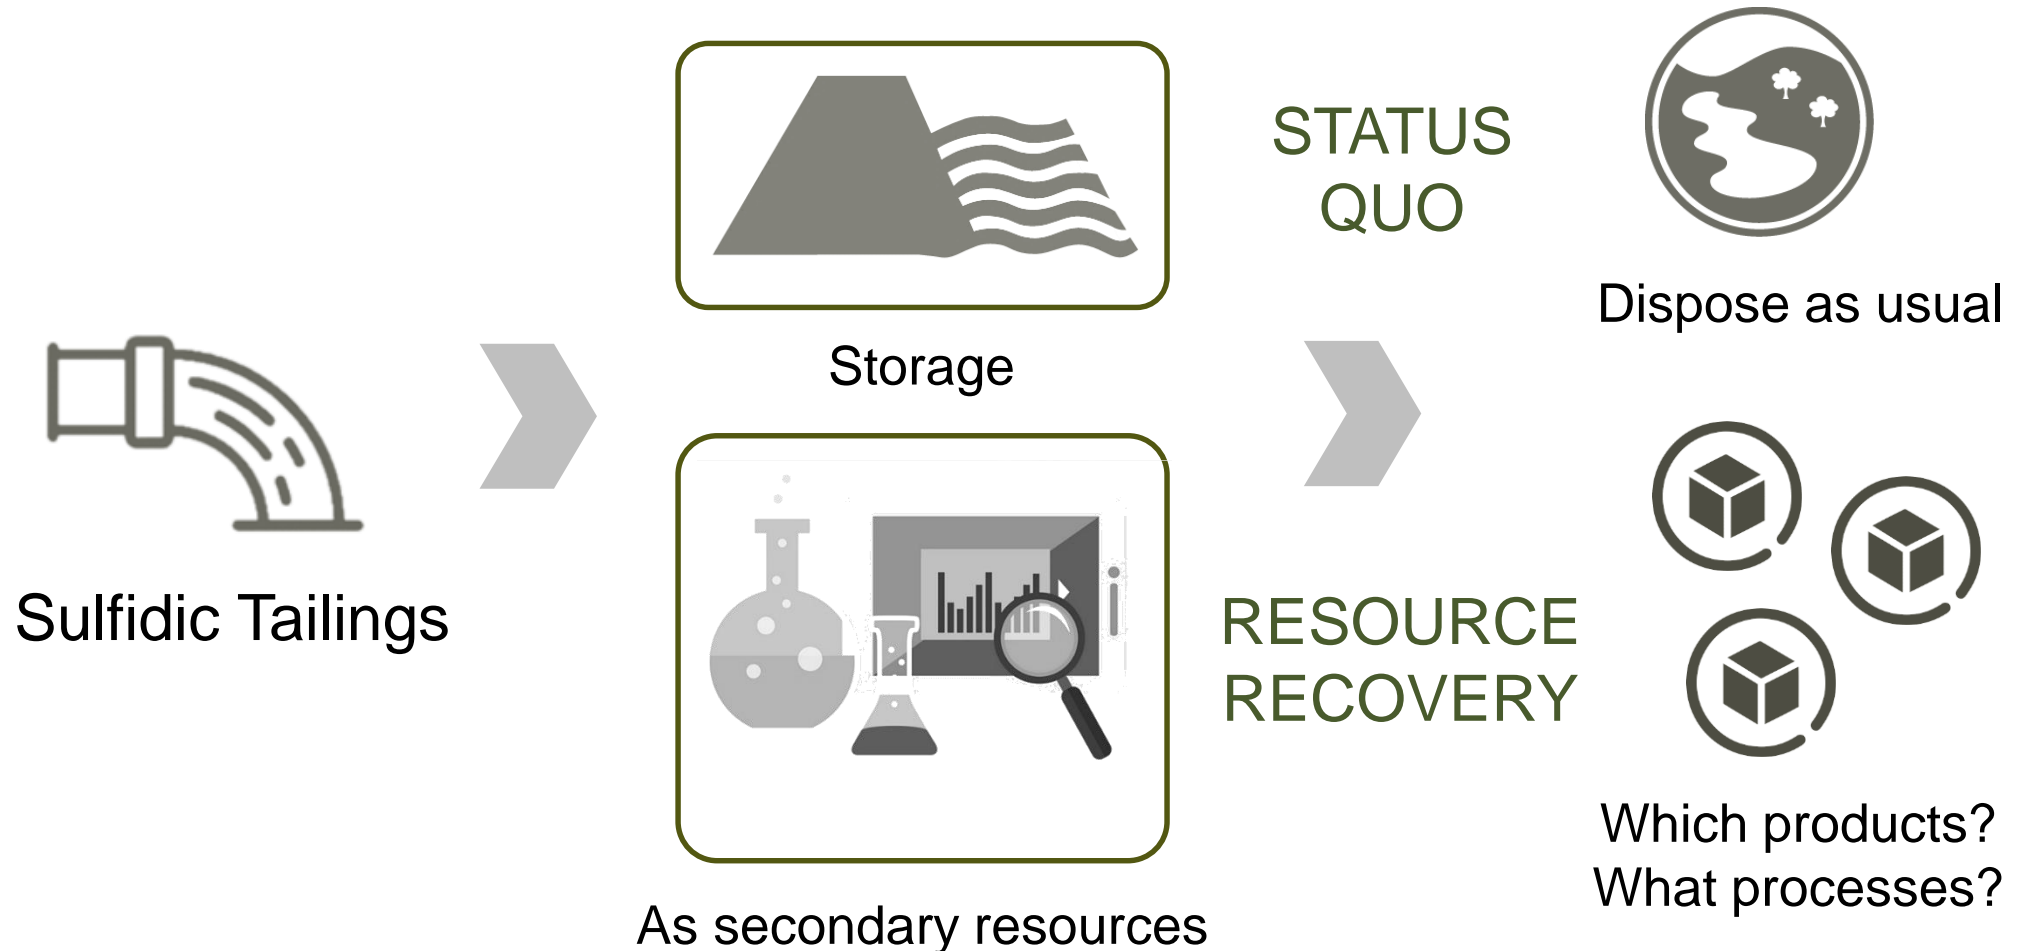 Sulfidic Tailings
Storage
As secondary resources
STATUS
QUO
RESOURCE
RECOVERY
Dispose as usual
Which products?
What processes?